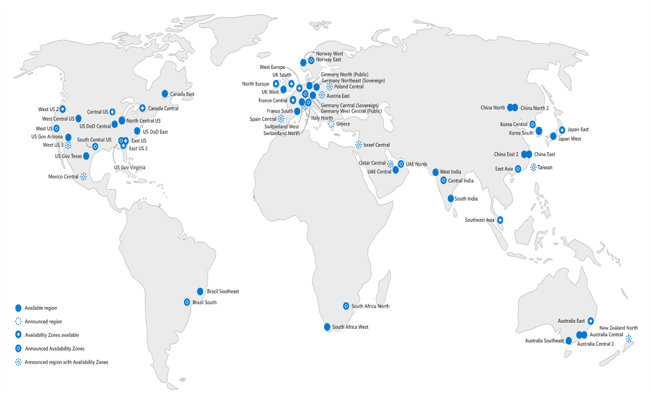 Norway West
Norway East
West Europe
UK South
Germany North (Public)
Germany Northeast (Sovereign)
North Europe
Poland Central
UK West
Austria East
France Central
Germany Central (Sovereign)
Germany West Central (Public)
France South
Italy North
Spain Central
Greece
Switzerland West
Switzerland North
Canada East
Canada Central
West US 2
Central US
West Central US
North Central US
US DoD Central
West US
US DoD East
US Gov Arizona
South Central US
East US
West US 3
East US 2
US Gov Texas
US Gov Virginia
Mexico Central
Israel Central
Qatar Central
UAE North
UAE Central
West India
Central India
South India
China North
China North 2
Korea Central
Korea South
Japan East
Japan West
China East 2
China East
East Asia
Taiwan
Southeast Asia
Brazil Southeast
Brazil South
South Africa North
South Africa West
Australia East
New Zealand North
Australia Central
Australia Southeast
Australia Central 2
Available region
Announced region
Availability Zones available
Announced Availability Zones
Announced region with Availability Zones